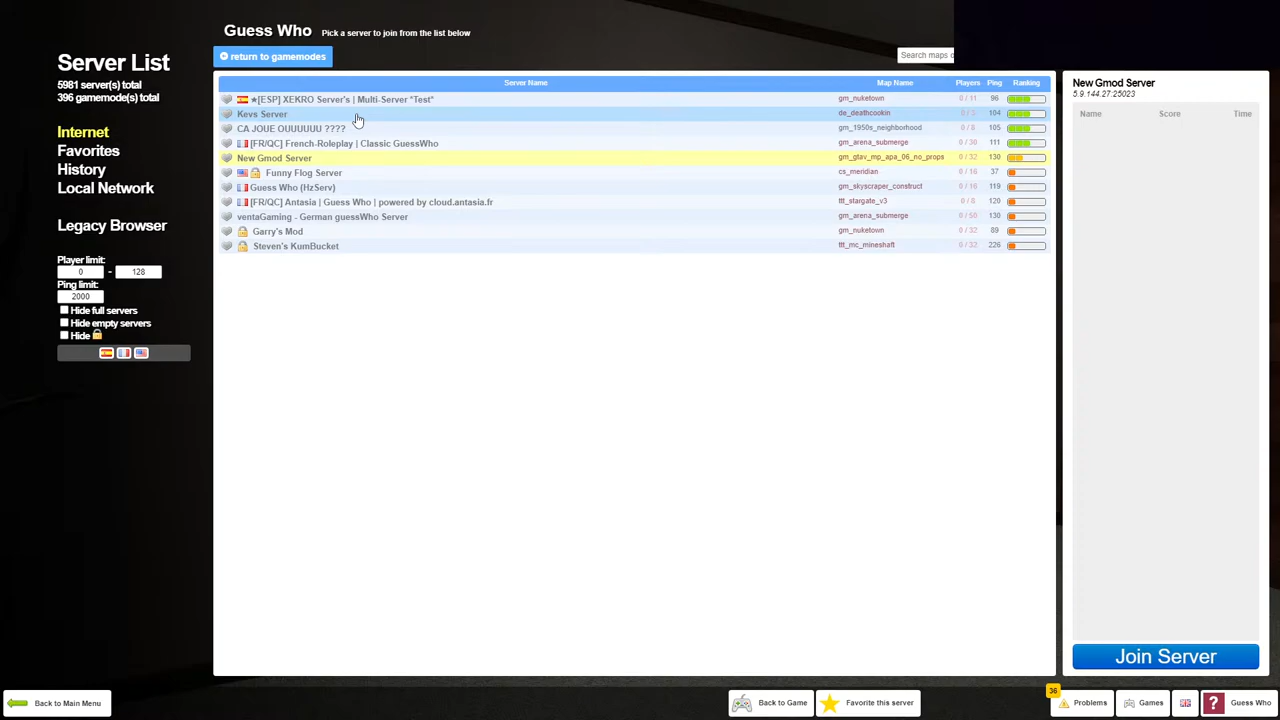 Server List
5981 server(s) total
396 gamemode(s) total
Internet
Favorites
History
Local Network
Legacy Browser
Player limit:
0 - 128
Ping limit:
2000
Hide full servers
Hide empty servers
Hide
Guess Who Pick a server to join from the list below
return to gamemodes
Search maps o
Server Name Map Name Players Ping Ranking
★[ESP] XEKRO Server's | Multi-Server *Test* gm_nuketown 0 / 11 96
Kevs Server de_deathcookin 104
CA JOUE OUUUUUU ???? gm_1950s_neighborhood 0 / 8 105
[FR/QC] French-Roleplay | Classic GuessWho gm_arena_submerge 0 / 30 111
New Gmod Server gm_gtav_mp_apa_06_no_props 0 / 32 130
Funny Flog Server cs_meridian 0 / 16 37
Guess Who (HzServ) gm_skyscraper_construct 0 / 16 119
[FR/QC] Antasia | Guess Who | powered by cloud.antasia.fr ttt_stargate_v3 0 / 8 120
ventaGaming - German guessWho Server gm_arena_submerge 0 / 50 130
Garry's Mod gm_nuketown 0 / 32 89
Steven's KumBucket ttt_mc_mineshaft 0 / 32 226
New Gmod Server
5.9.144.27:25023
Name Score Time
Join Server
Back to Main Menu
Back to Game
Favorite this server
36
Problems
Games
? Guess Who